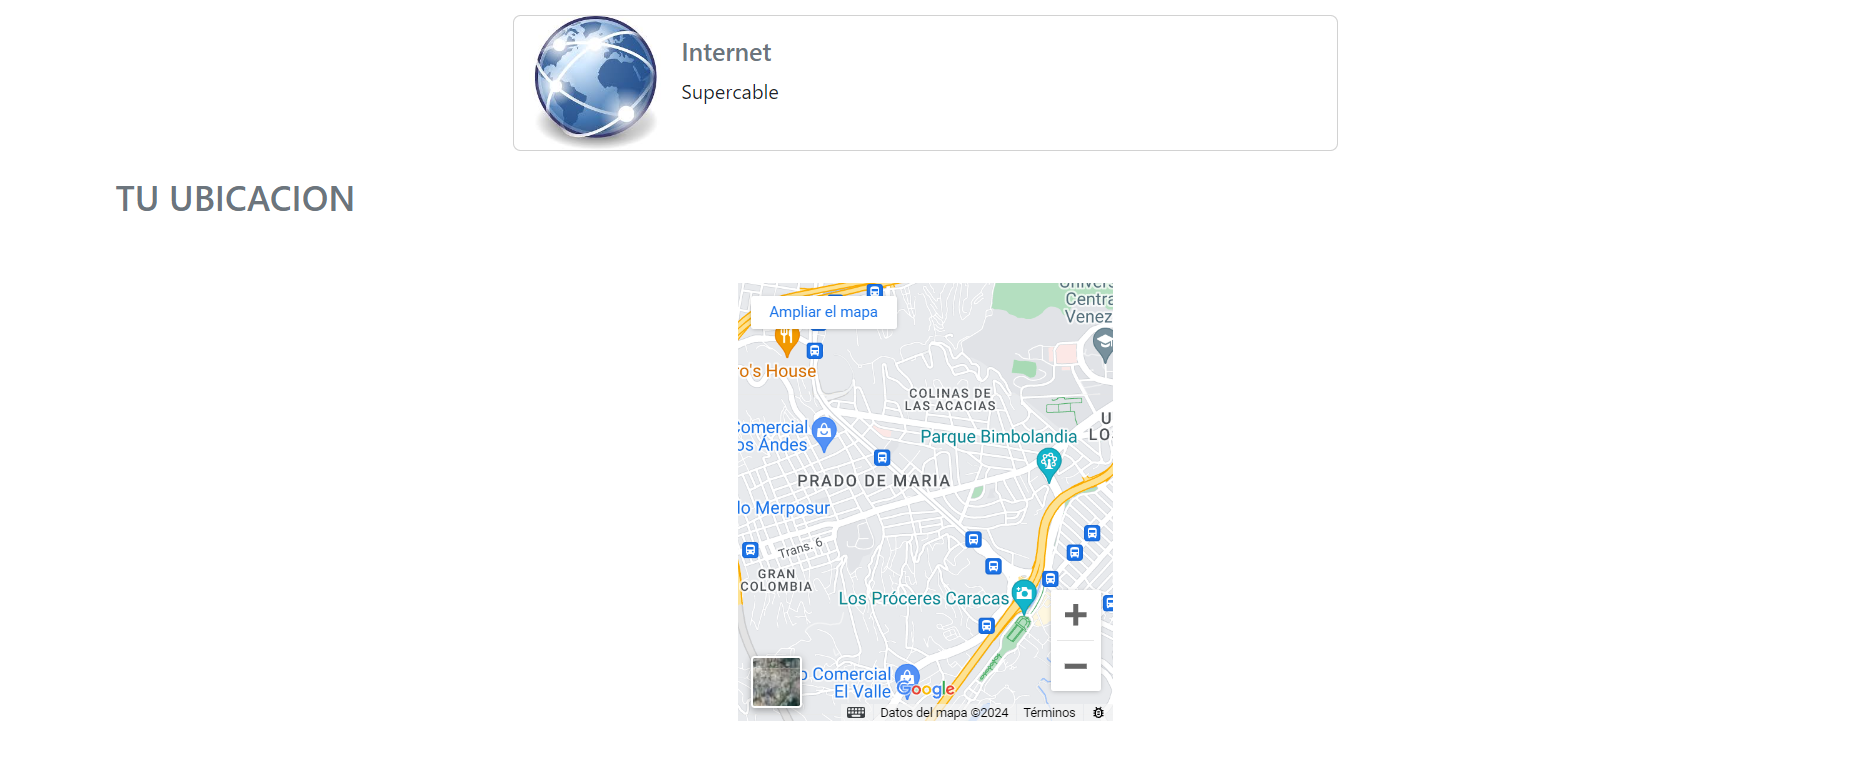 Internet
Supercable
TU UBICACION
Ampliar el mapa
Centra
Venez
ro's House
COLINAS DE
LAS ACACIAS
Comercial
os Ándes
Parque Bimbolandia
U
LO
PRADO DE MARIA
lo Merposur
Trans. 6
GRAN
COLOMBIA
Los Próceres Caracas
o Comercial
El Valle
Google
Datos del mapa ©2024
Términos